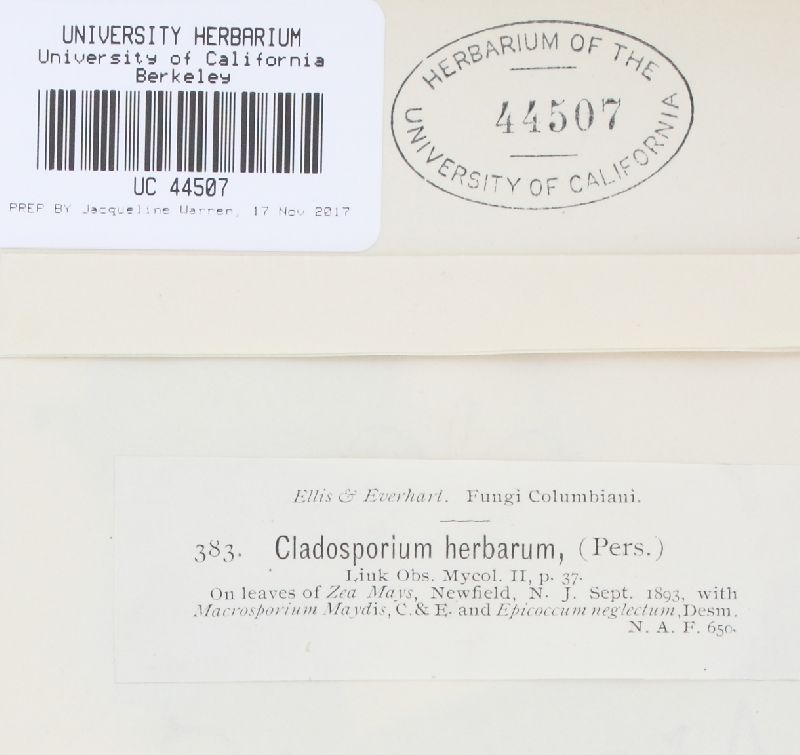 UNIVERSITY HERBARIUM
University of California
Berkeley
UC 44507
PREP BY Jacqueline Warren, 17 Nov 2017
HERBARIUM OF THE
44507
UNIVERSITY OF CALIFORNIA
Ellis & Everhart. Fungi Columbiani.
383. Cladosporium herbarum, (Pers.)
Link Obs. Mycol. II, p. 37.
On leaves of Zea Mays, Newfield, N. J. Sept. 1893, with
Macrosporium Maydis, C. & E. and Epicoccum neglectum, Desm.
N. A. F. 650.